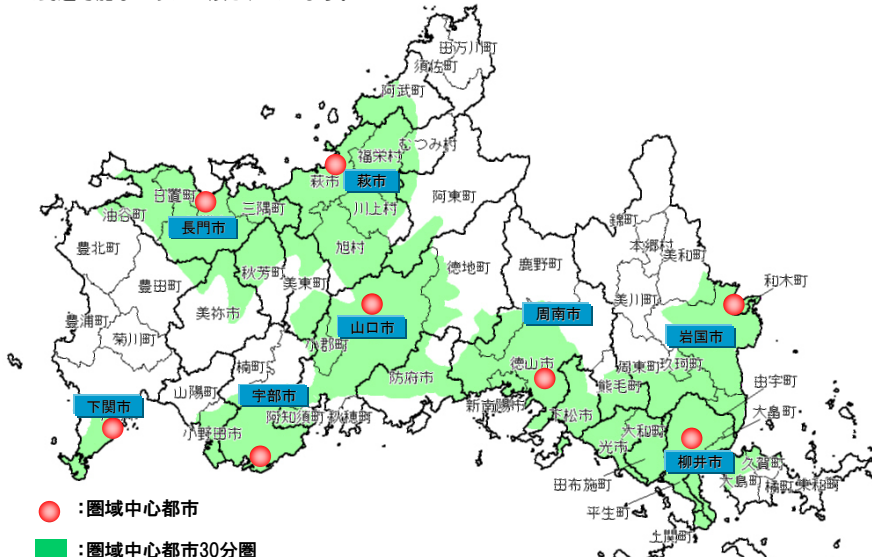 田万川町
須佐町
阿武町
むつみ村
福栄村
萩市
萩市
阿東町
川上村
日置町
三隅町
油谷町
長門市
旭村
錦町
本郷村
美和町
豊北町
秋芳町
美東町
徳地町
鹿野町
和木町
豊田町
美川町
美祢市
周南市
豊浦町
山口市
岩国市
菊川町
小郡町
楠町
徳山市
周東町
玖珂町
山陽町
防府市
熊毛町
由宇町
下関市
宇部市
阿知須町
秋穂町
新南陽市
下松市
大畠町
小野田市
大和町
光市
柳井市
久賀町
大島町
橘町
東和町
田布施町
平生町
上関町
:圏域中心都市
:圏域中心都市30分圏